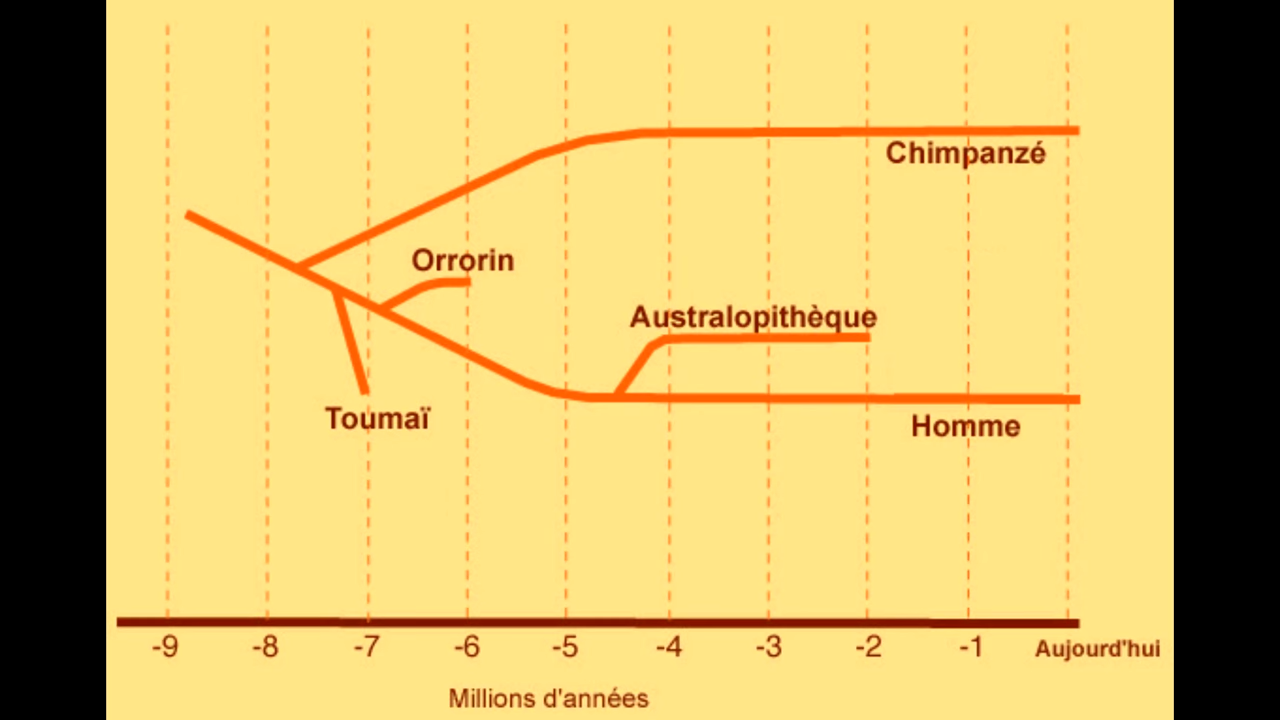 Chimpanzé
Orrorin
Australopithèque
Toumaï
Homme
-9 -8 -7 -6 -5 -4 -3 -2 -1 Aujourd'hui
Millions d'années